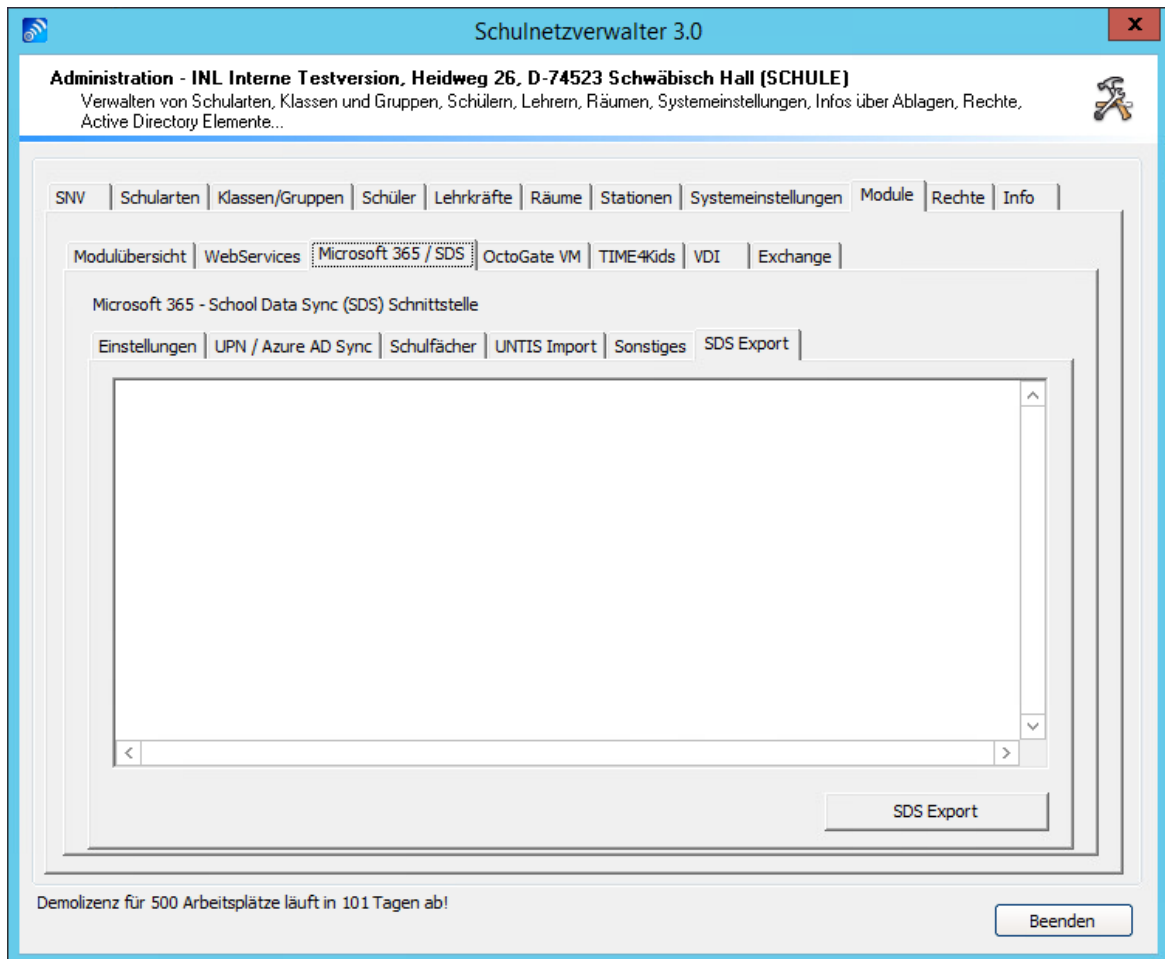 Schulnetzverwalter 3.0
x
Administration - INL Interne Testversion, Heidweg 26, D-74523 Schwäbisch Hall (SCHULE)
Verwalten von Schularten, Klassen und Gruppen, Schülern, Lehrern, Räumen, Systemeinstellungen, Infos über Ablagen, Rechte,
Active Directory Elemente...
SNV Schularten Klassen/Gruppen Schüler Lehrkräfte Räume Stationen Systemeinstellungen Module Rechte Info
Modulübersicht WebServices Microsoft 365 / SDS OctoGate VM TIME4Kids VDI Exchange
Microsoft 365 - School Data Sync (SDS) Schnittstelle
Einstellungen UPN / Azure AD Sync Schulfächer UNTIS Import Sonstiges SDS Export
SDS Export
Demolizenz für 500 Arbeitsplätze läuft in 101 Tagen ab!
Beenden